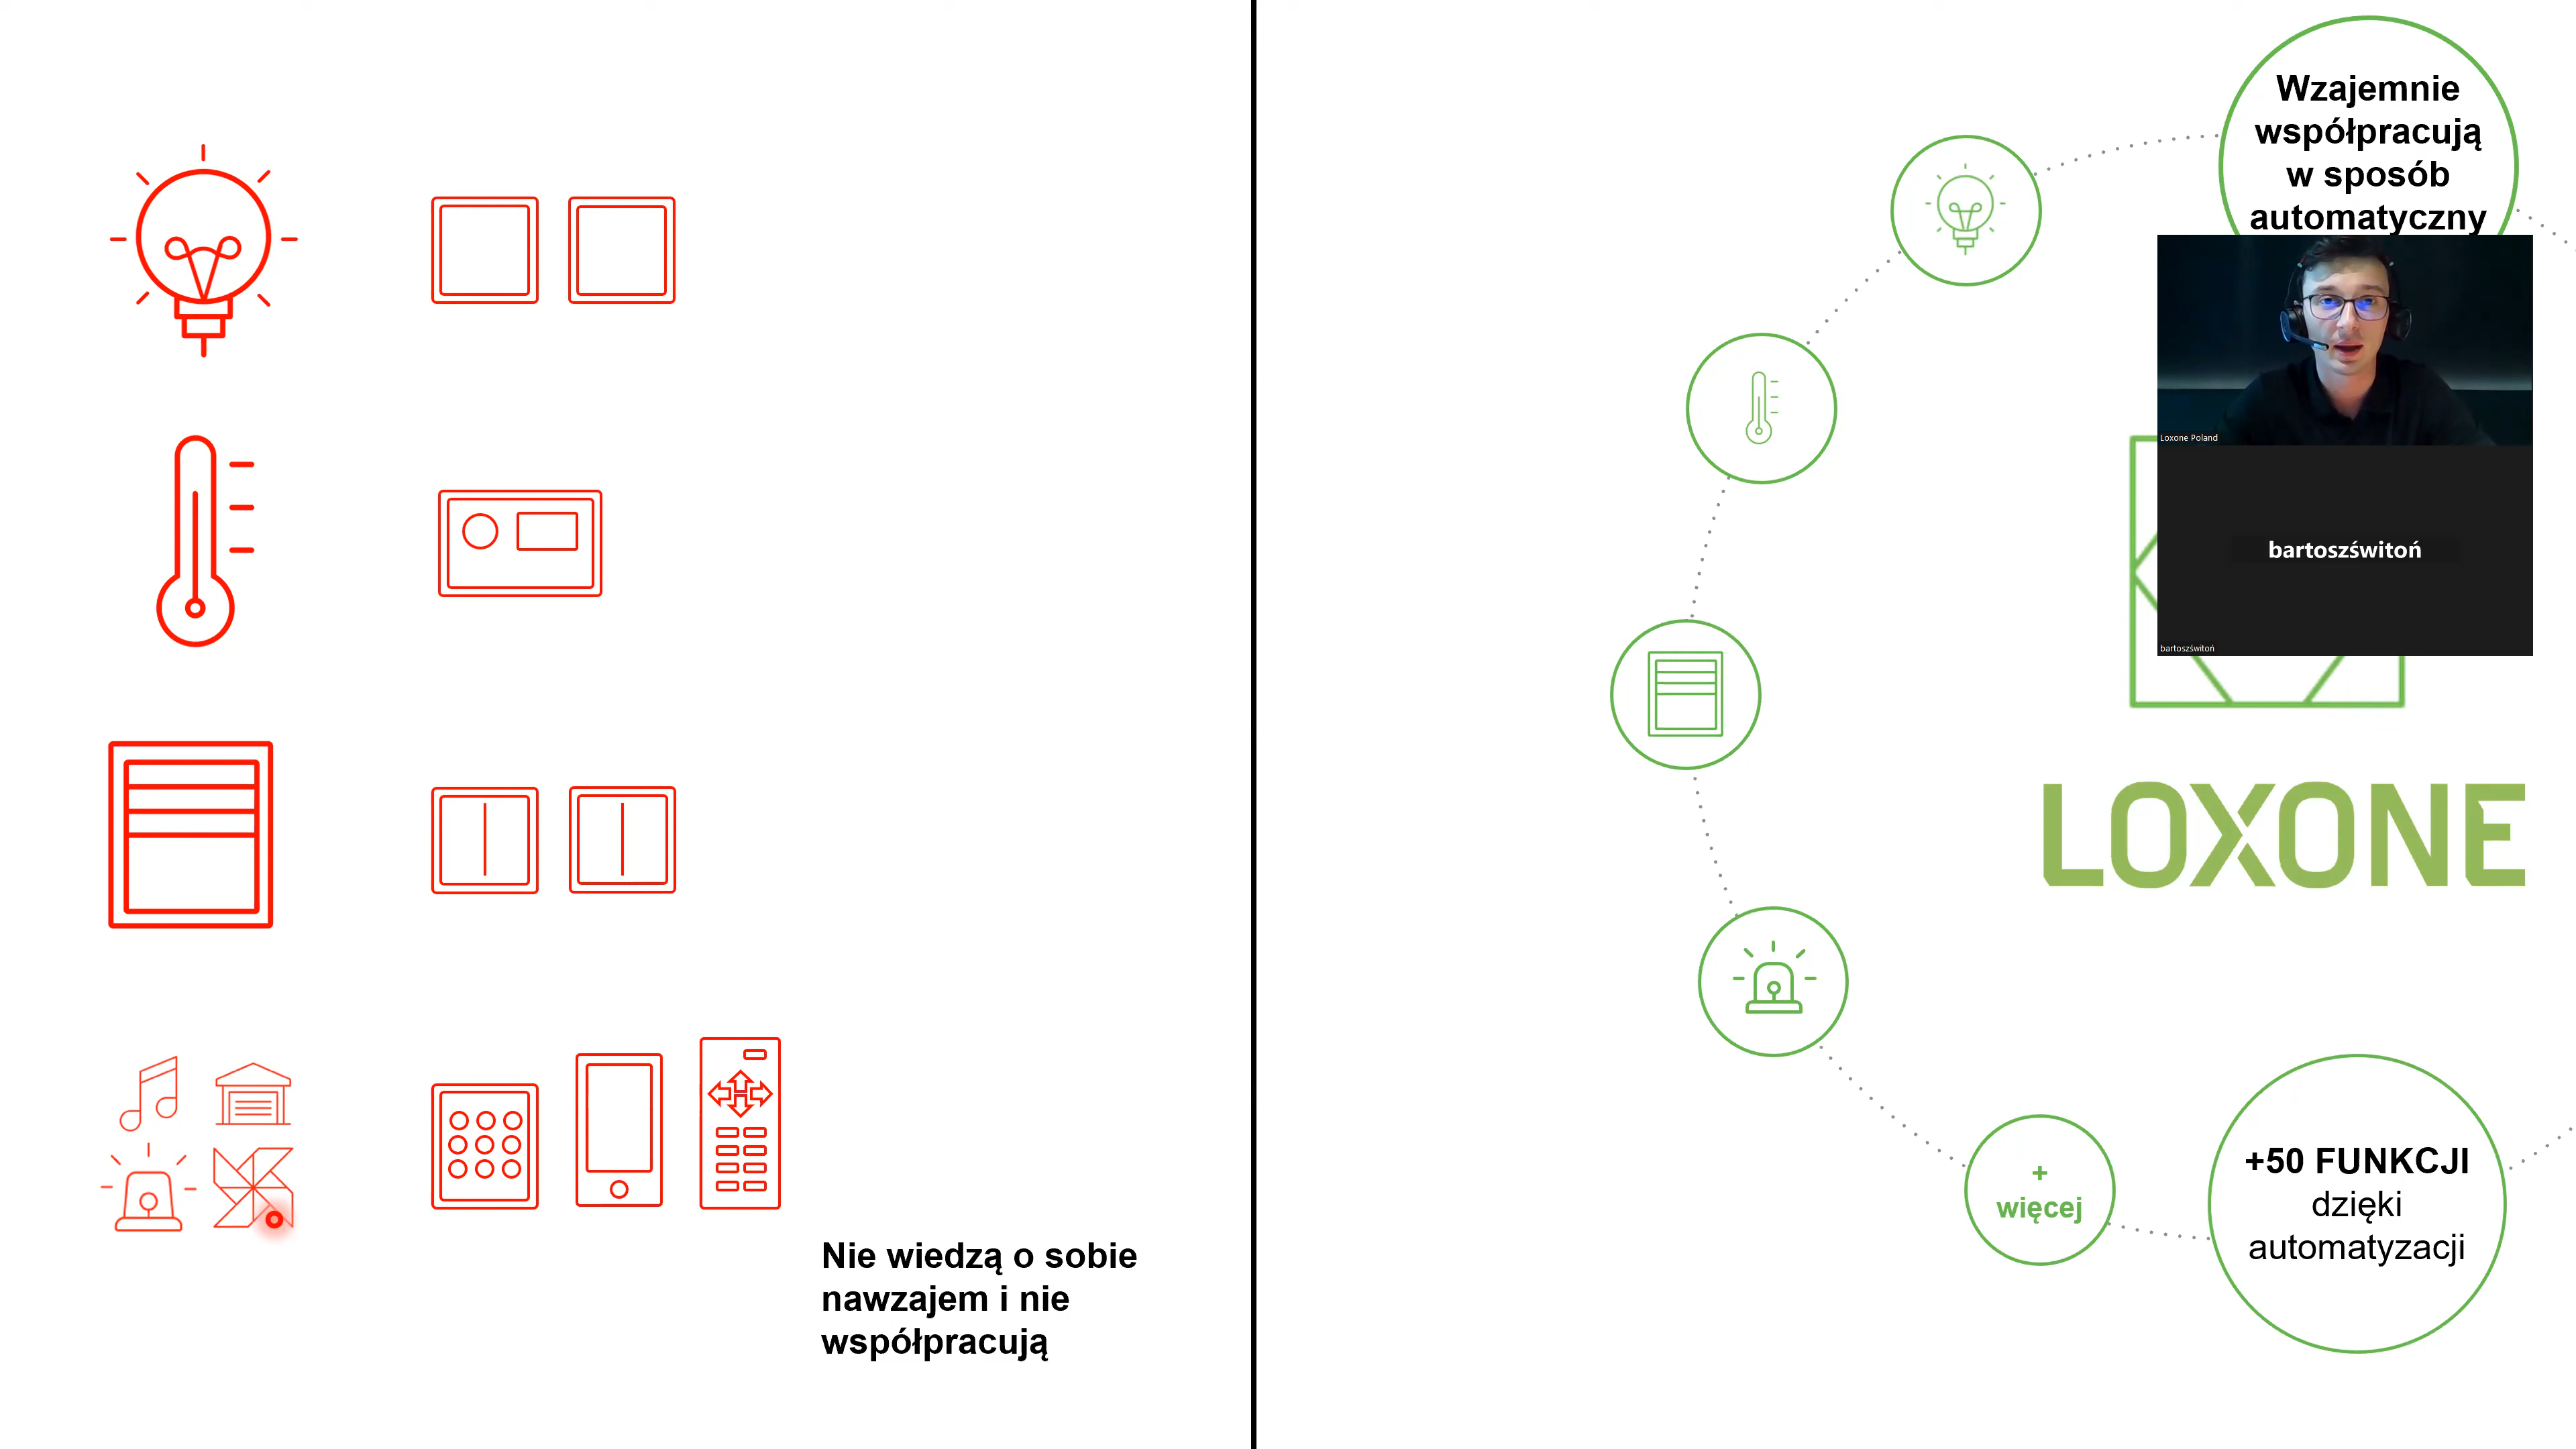 Nie wiedzą o sobie
nawzajem i nie
współpracują
Wzajemnie
współpracują
w sposób
automatyczny
Loxone Poland
bartoszświtoń
bartoszświtoń
LOXONE
+
więcej
+50 FUNKCJI
dzięki
automatyzacji